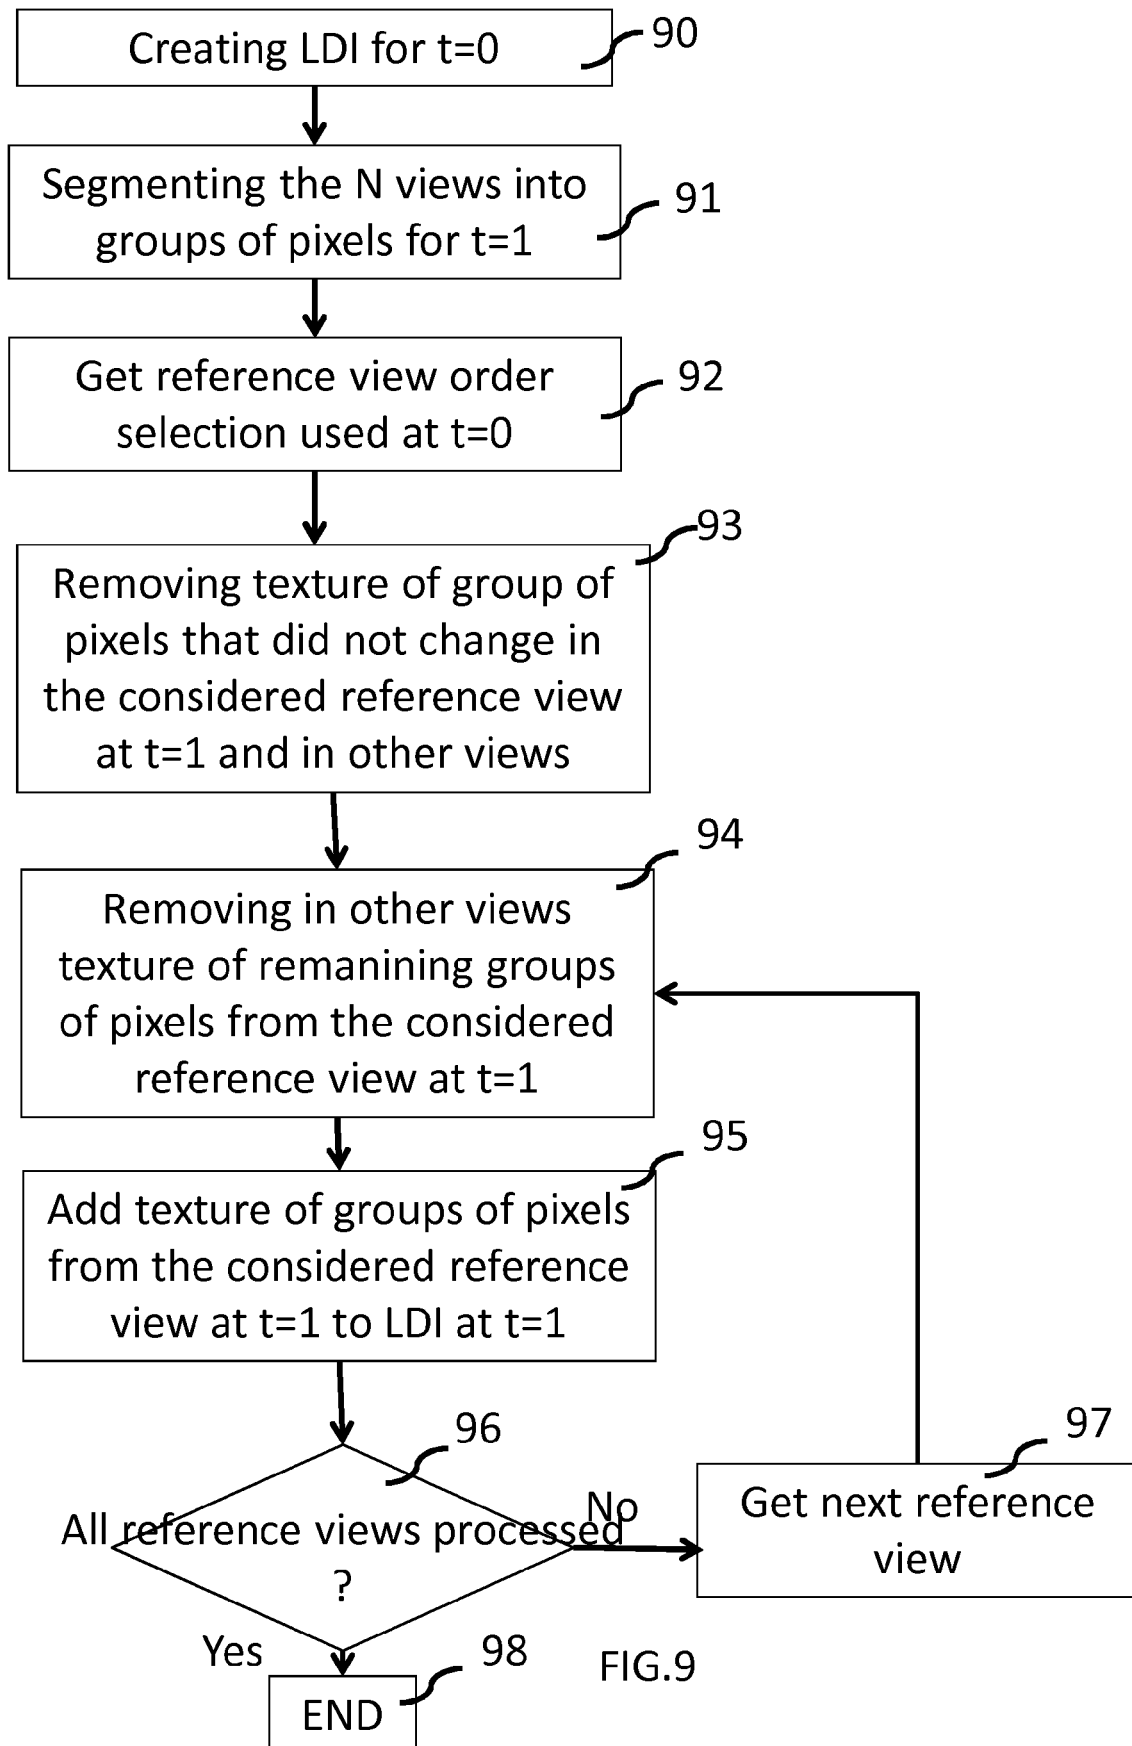 Creating LDI for t=0
90
Segmenting the N views into
groups of pixels for t=1
91
Get reference view order
selection used at t=0
92
93
Removing texture of group of
pixels that did not change in
the considered reference view
at t=1 and in other views
94
Removing in other views
texture of remanining groups
of pixels from the considered
reference view at t=1
95
Add texture of groups of pixels
from the considered reference
view at t=1 to LDI at t=1
96
All reference views processed
?
No
97
Get next reference
view
Yes
98
END
FIG.9